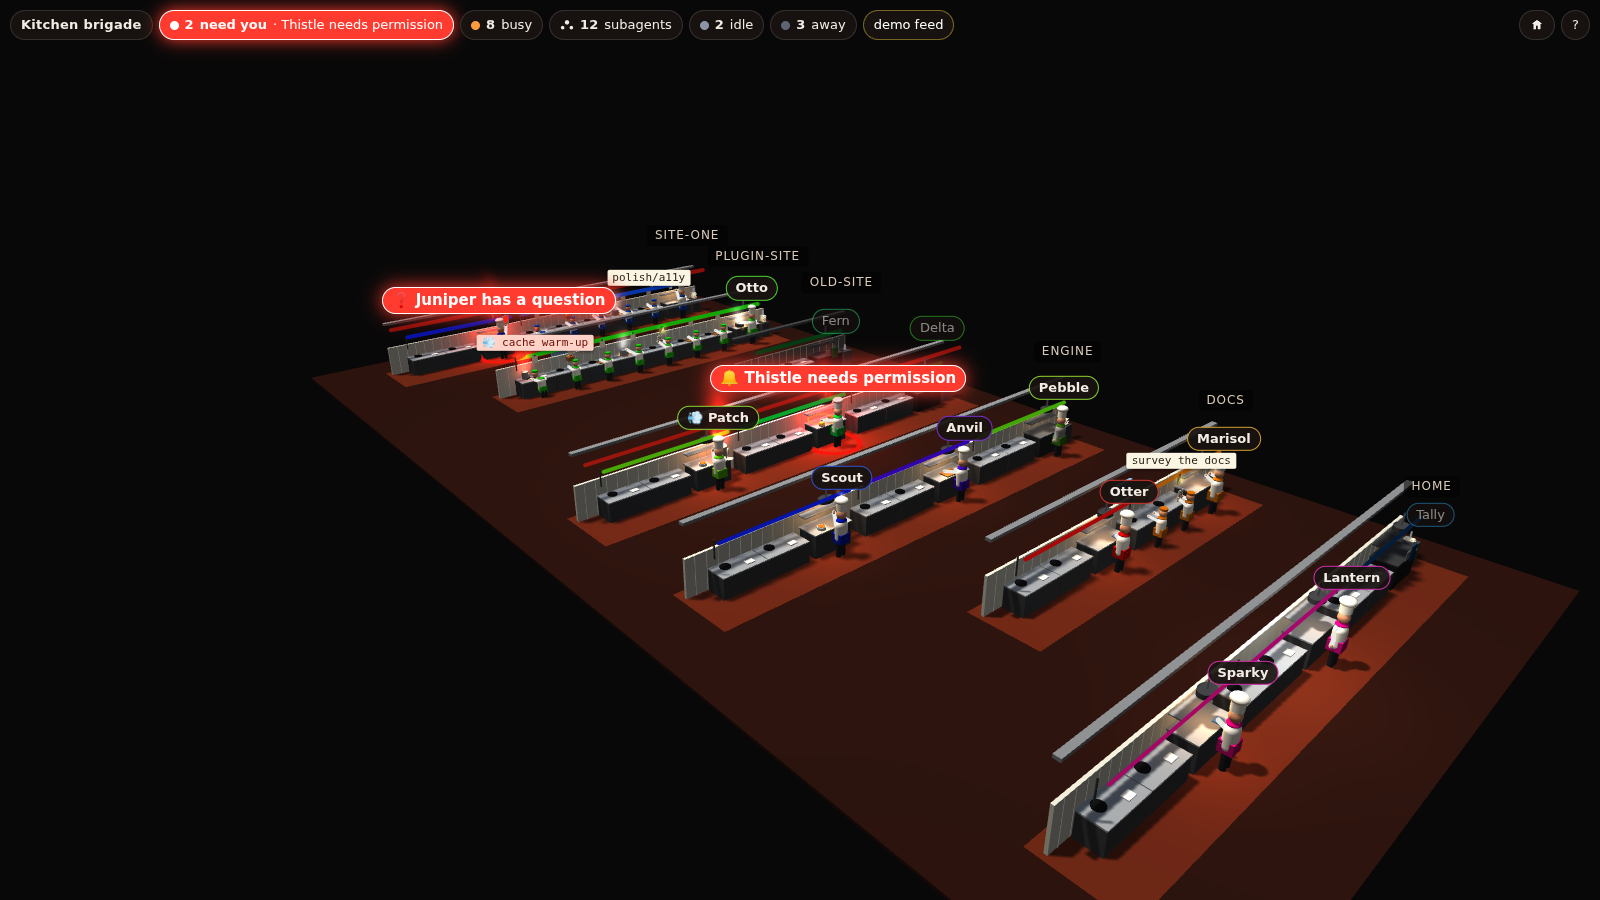 Kitchen brigade
2 need you · Thistle needs permission
8 busy
12 subagents
2 idle
3 away
demo feed
?
SITE-ONE
PLUGIN-SITE
polish/a11y
OLD-SITE
Otto
❓ Juniper has a question
Fern
Delta
💨 cache warm-up
ENGINE
🔔 Thistle needs permission
Pebble
DOCS
💨 Patch
Anvil
Marisol
survey the docs
Scout
Otter
HOME
Tally
Lantern
Sparky